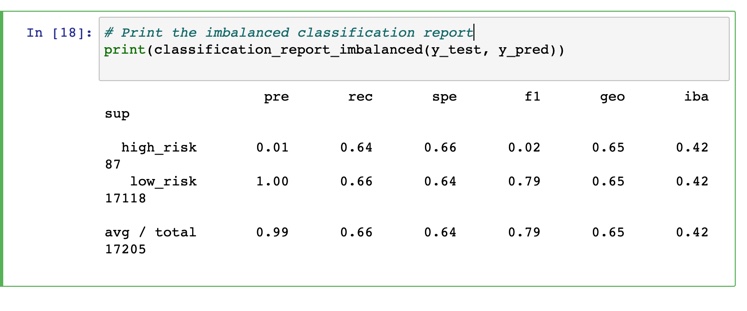 In [18]: # Print the imbalanced classification report
print(classification_report_imbalanced(y_test, y_pred))
pre rec spe f1 geo iba
sup
high_risk 0.01 0.64 0.66 0.02 0.65 0.42
87
low_risk 1.00 0.66 0.64 0.79 0.65 0.42
17118
avg / total 0.99 0.66 0.64 0.79 0.65 0.42
17205